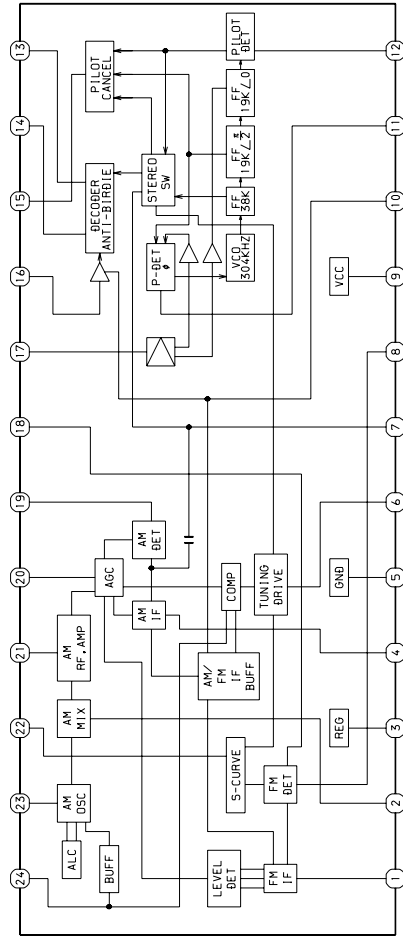 24
23
22
21
20
19
18
17
16
15
14
13
ALC
AM
OSC
AM
MIX
AM
RF.AMP
BUFF
AGC
AM
IF
AM
DET
DECODER
ANTI-BIRDIE
PILOT
CANCEL
LEVEL
DET
S-CURVE
AM/
FM
IF
BUFF
COMP
P-DET
ø
STEREO
SW
FM
IF
FM
DET
TUNING
DRIVE
VCO
304KHZ
FF
38K
FF
19K∠π/2
FF
19K∠0
PILOT
DET
REG
GND
VCC
1
2
3
4
5
6
7
8
9
10
11
12